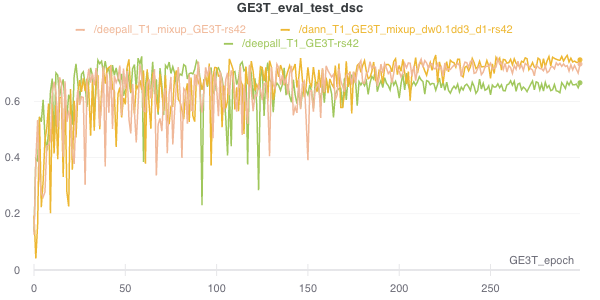 GE3T_eval_test_dsc
/deepall_T1_mixup_GE3T-rs42 /dann_T1_GE3T_mixup_dw0.1dd3_d1-rs42
/deepall_T1_GE3T-rs42
0.6
0.4
0.2
GE3T_epoch
0
0 50 100 150 200 250